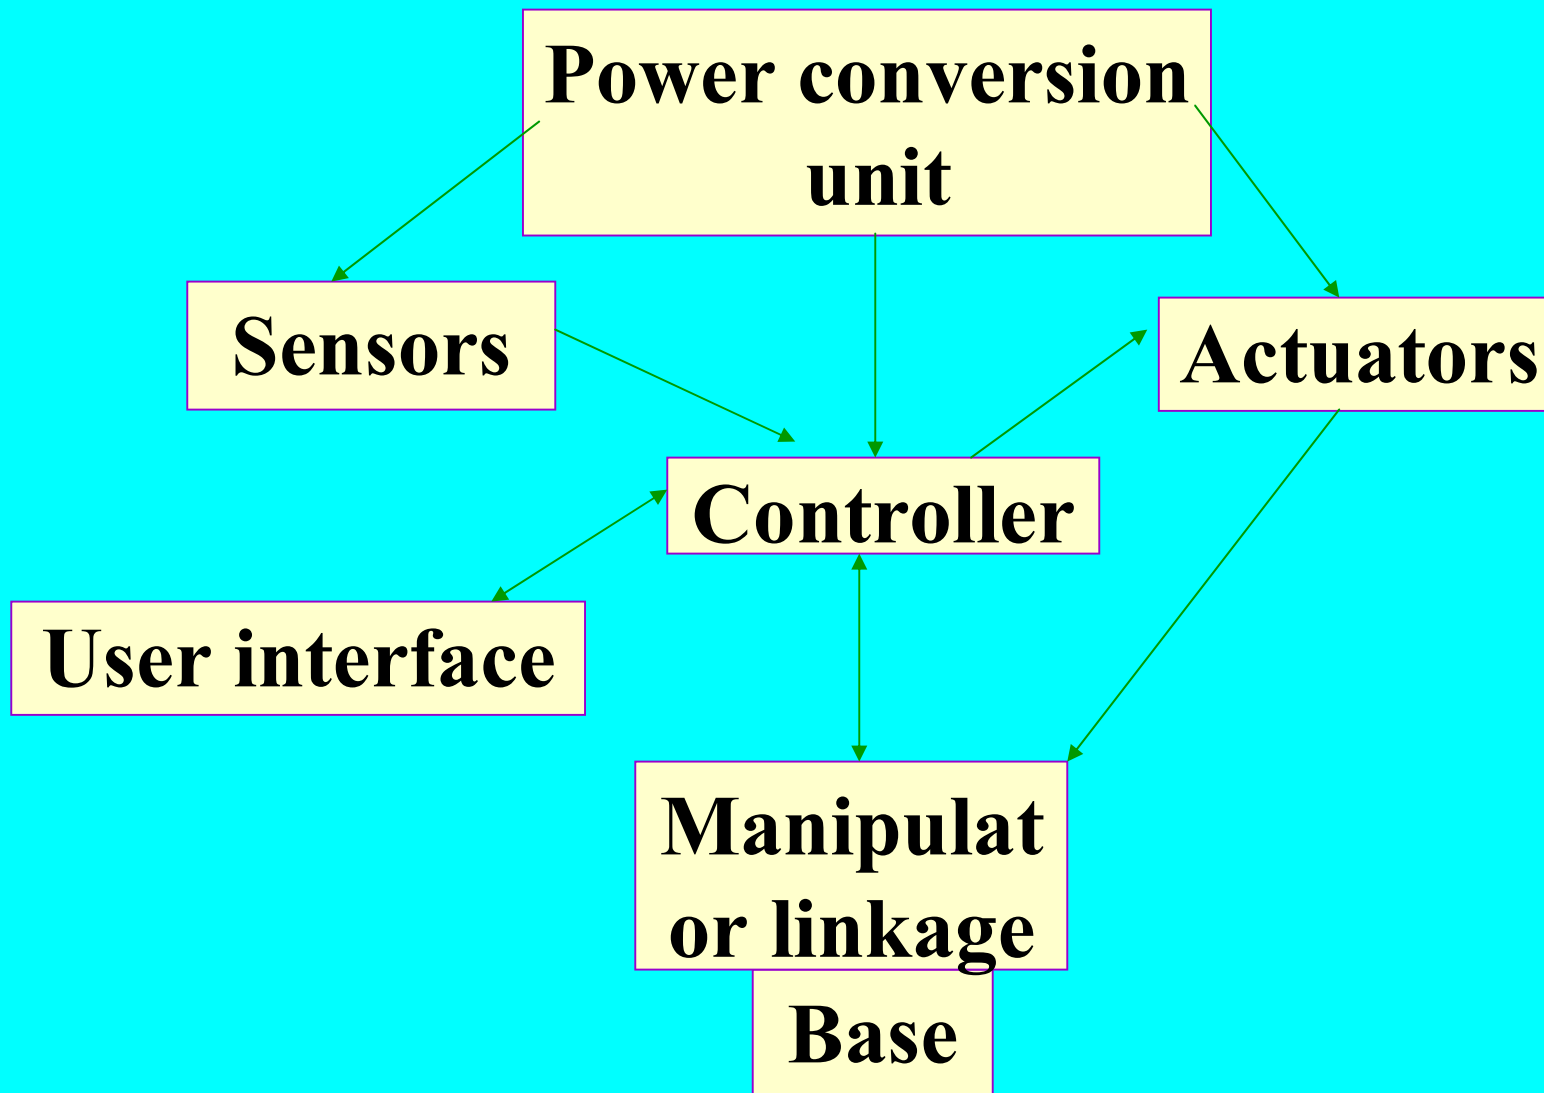 Power conversion
unit
Sensors
Actuators
Controller
User interface
Manipulat
or linkage
Base